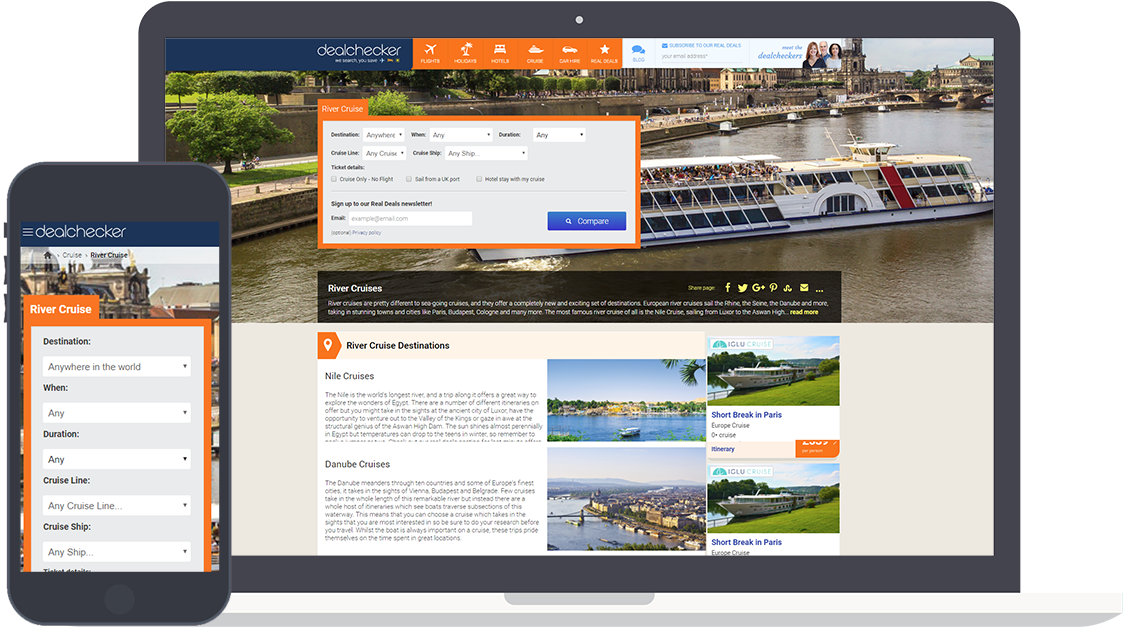 dealchecker
we search, you save
FLIGHTS
HOLIDAYS
HOTELS
CRUISE
CAR HIRE
REAL DEALS
BLOG
SUBSCRIBE TO OUR REAL DEALS
your email address*
meet the
dealcheckers
River Cruise
Destination: Anywhere When: Any Duration: Any
Cruise Line: Any Cruise Cruise Ship: Any Ship...
Ticket details:
Cruise Only - No Flight Sail from a UK port Hotel stay with my cruise
Sign up to our Real Deals newsletter!
Email: example@email.com
(optional) Privacy policy
Compare
River Cruises
Share page:
River cruises are pretty different to sea-going cruises, and they offer a completely new and exciting set of destinations. European river cruises sail the Rhine, the Seine, the Danube and more,
taking in stunning towns and cities like Paris, Budapest, Cologne and many more. The most famous river cruise of all is the Nile Cruise, sailing from Luxor to the Aswan High... read more
River Cruise Destinations
Nile Cruises
The Nile is the world's longest river, and a trip along it offers a great way to
explore the wonders of Egypt. There are a number of different itineraries on
offer but you might take in the sights at the ancient city of Luxor, have the
opportunity to venture out to the Valley of the Kings or gaze in awe at the
structural genius of the Aswan High Dam. The sun shines almost perennially
in Egypt but temperatures can drop to the teens in winter, so remember to
Danube Cruises
The Danube meanders through ten countries and some of Europe's finest
cities, it takes in the sights of Vienna, Budapest and Belgrade. Few cruises
take in the whole length of this remarkable river but instead there are a
whole host of itineraries which see boats traverse subsections of this
waterway. This means that you can choose a cruise which takes in the
sights that you are most interested in so be sure to do your research before
you travel. Whilst the boat is always important on a cruise, these trips pride
themselves on the time spent in great locations.
IGLU CRUISE
Short Break in Paris
Europe Cruise
0+ cruise
Itinerary
per person
IGLU CRUISE
Short Break in Paris
Europe Cruise
dealchecker
Cruise › River Cruise
River Cruise
Destination:
Anywhere in the world
When:
Any
Duration:
Any
Cruise Line:
Any Cruise Line...
Cruise Ship:
Any Ship...
Ticket details: